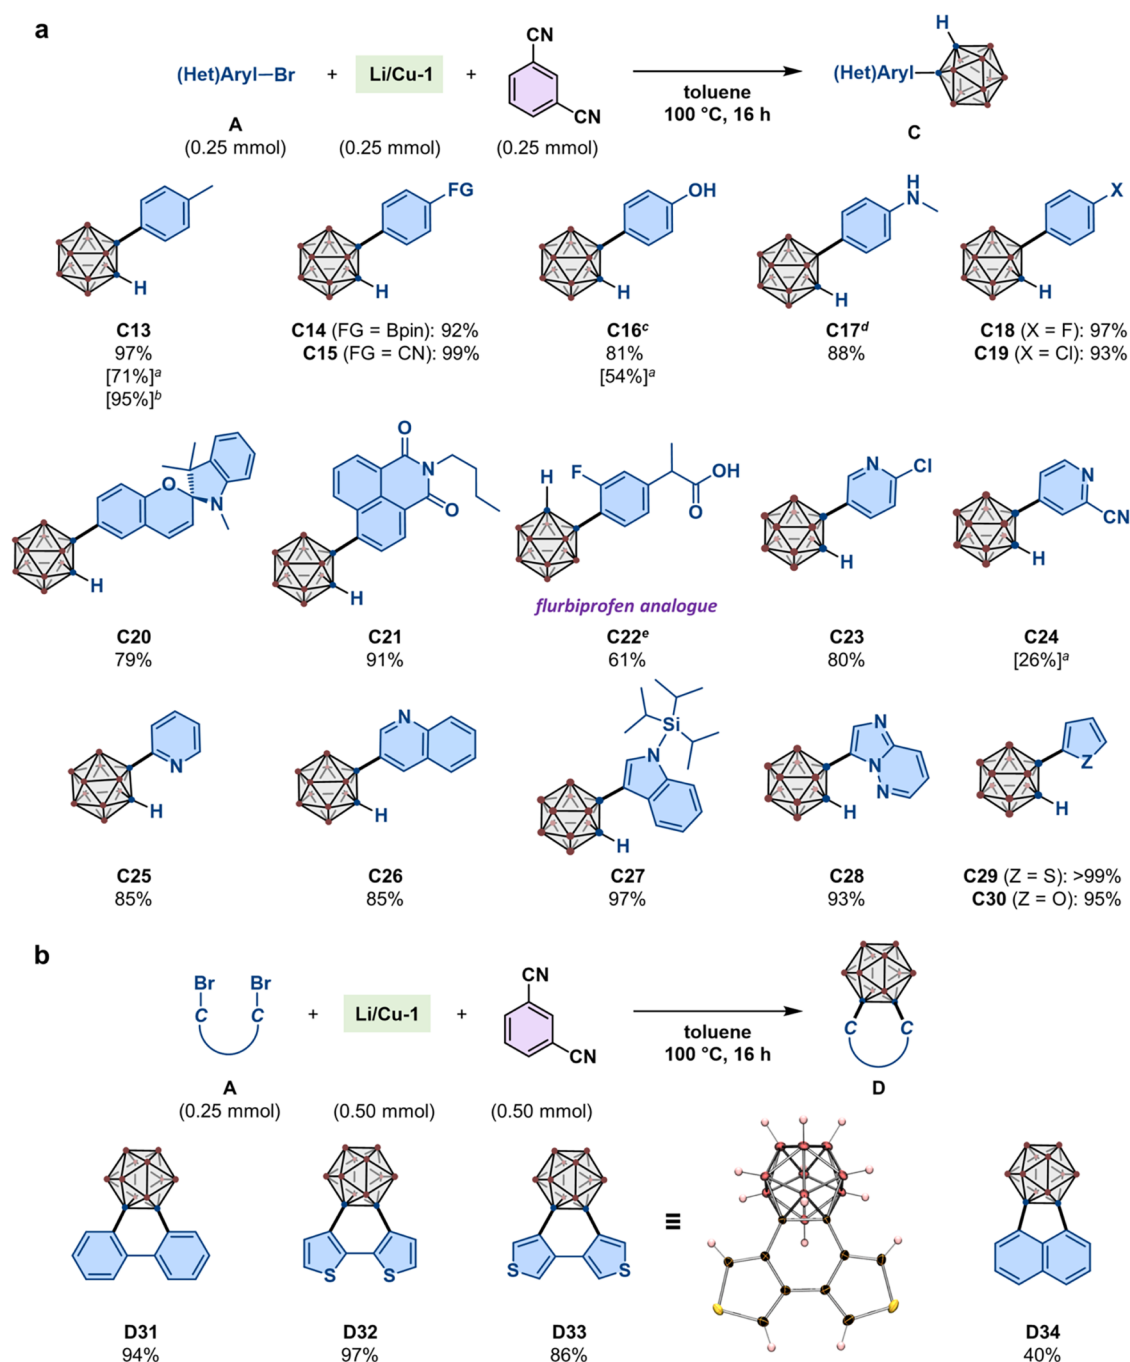 a
(Het)Aryl—Br + Li/Cu-1 + CN CN
toluene
100 °C, 16 h
(Het)Aryl H
A C
(0.25 mmol) (0.25 mmol) (0.25 mmol)
H FG H OH H H N H X H
C13 C14 (FG = Bpin): 92% C16ᶜ C17ᵈ C18 (X = F): 97%
97% C15 (FG = CN): 99% 81% 88% C19 (X = Cl): 93%
[71%]ᵃ [54%]ᵃ
[95%]ᵇ
O N H O N O H H F OH O N Cl H N CN H
flurbiprofen analogue
C20 C21 C22ᵉ C23 C24
79% 91% 61% 80% [26%]ᵃ
N H N H Si N H N N N H Z H
C25 C26 C27 C28 C29 (Z = S): >99%
85% 85% 97% 93% C30 (Z = O): 95%
b
Br Br
C C + Li/Cu-1 + CN CN
toluene
100 °C, 16 h
C C
A D
(0.25 mmol) (0.50 mmol) (0.50 mmol)
S S S S ≡
D31 D32 D33 D34
94% 97% 86% 40%